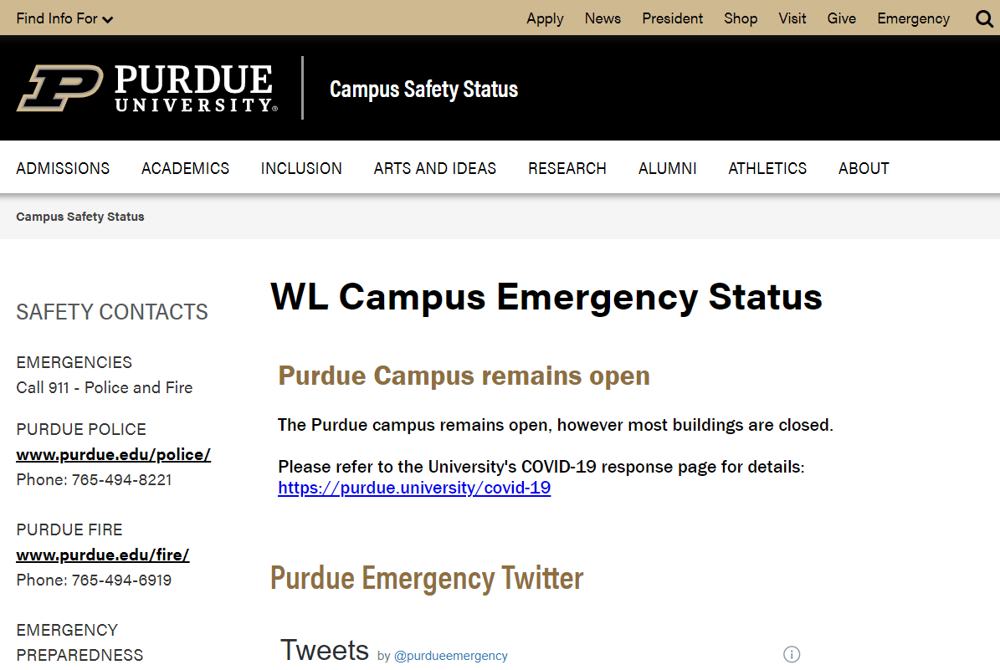 Find Info For
Apply News President Shop Visit Give Emergency
PURDUE
UNIVERSITY®
Campus Safety Status
ADMISSIONS ACADEMICS INCLUSION ARTS AND IDEAS RESEARCH ALUMNI ATHLETICS ABOUT
Campus Safety Status
SAFETY CONTACTS
EMERGENCIES
Call 911 - Police and Fire
PURDUE POLICE
www.purdue.edu/police/
Phone: 765-494-8221
PURDUE FIRE
www.purdue.edu/fire/
Phone: 765-494-6919
EMERGENCY
PREPAREDNESS
WL Campus Emergency Status
Purdue Campus remains open
The Purdue campus remains open, however most buildings are closed.
Please refer to the University's COVID-19 response page for details:
https://purdue.university/covid-19
Purdue Emergency Twitter
Tweets by @purdueemergency